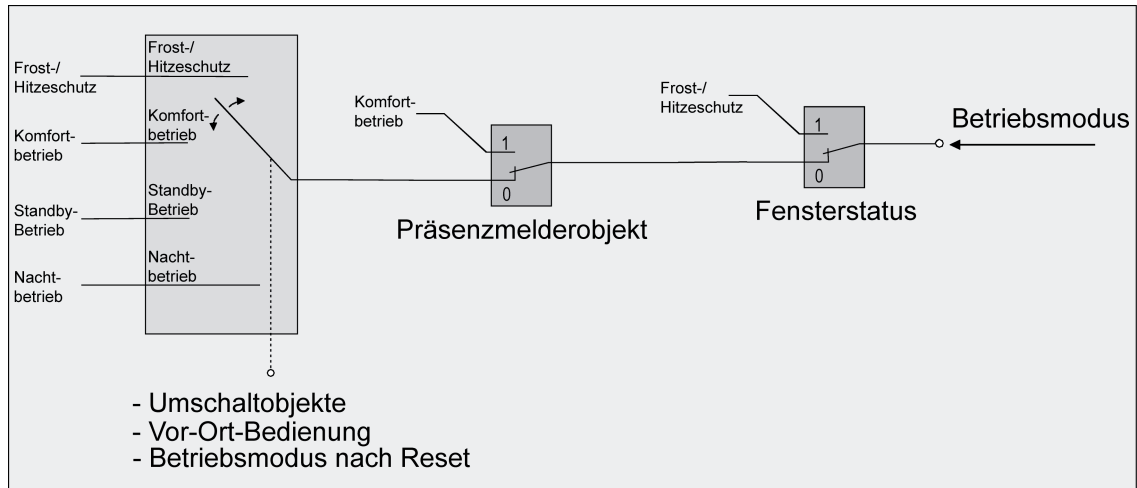 Frost-/
Hitzeschutz
Komfort-
betrieb
Standby-
Betrieb
Nacht-
betrieb
Frost-/
Hitzeschutz
Komfort-
betrieb
Standby-
Betrieb
Nacht-
betrieb
Komfort-
betrieb
1
0
Präsenzmelderobjekt
Frost-/
Hitzeschutz
1
0
Fensterstatus
Betriebsmodus
- Umschaltobjekte
- Vor-Ort-Bedienung
- Betriebsmodus nach Reset